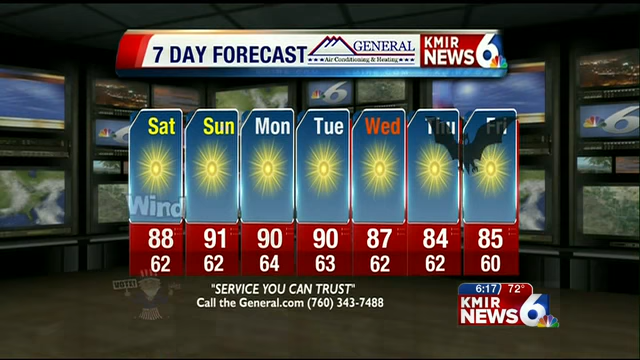 7 DAY FORECAST
GENERAL
Air Conditioning & Heating
KMIR
NEWS 6
6
Sat Sun Mon Tue Wed Thu Fri
Wind
88 91 90 90 87 84 85
62 62 64 63 62 62 60
VOTE!
"SERVICE YOU CAN TRUST"
Call the General.com (760) 343-7488
6:17 72°
KMIR
NEWS 6